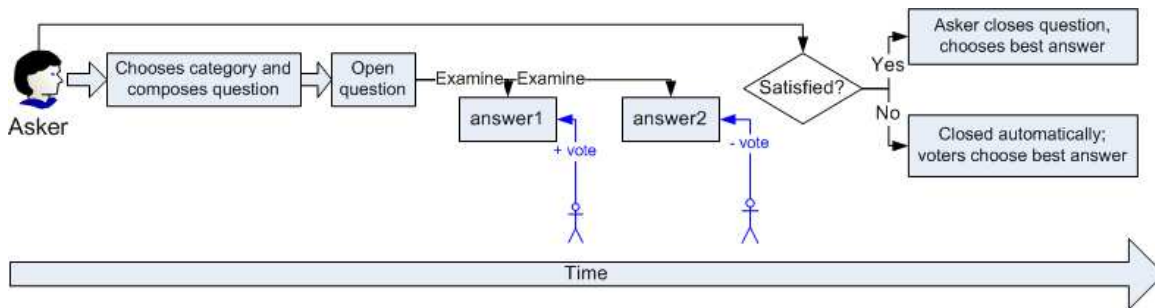 Asker
Chooses category and
composes question
Open
question
Examine
Examine
answer1
answer2
+ vote
- vote
Satisfied?
Yes
No
Asker closes question,
chooses best answer
Closed automatically;
voters choose best answer
Time